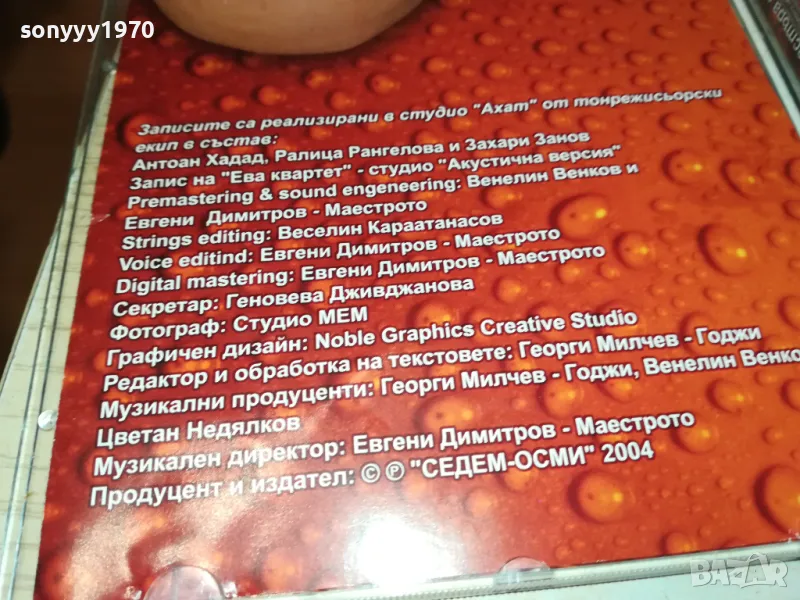 sonyyy1970
Записите са реализирани в студио "Ахат" от тонрежисьорски
екип в състав:
Антоан Хадад, Ралица Рангелова и Захари Занов
Запис на "Ева квартет" - студио "Акустична версия"
Premastering & sound engeneering: Венелин Венков и
Евгени Димитров - Маестрото
Strings editing: Веселин Караатанасов
Voice editind: Евгени Димитров - Маестрото
Digital mastering: Евгени Димитров - Маестрото
Секретар: Геновева Дживджанова
Фотограф: Студио МЕМ
Графичен дизайн: Noble Graphics Creative Studio
Редактор и обработка на текстовете: Георги Милчев - Годжи
Музикални продуценти: Георги Милчев - Годжи, Венелин Венко
Цветан Недялков
Музикален директор: Евгени Димитров - Маестрото
Продуцент и издател: © ℗ "СЕДЕМ-ОСМИ" 2004
BAZAR